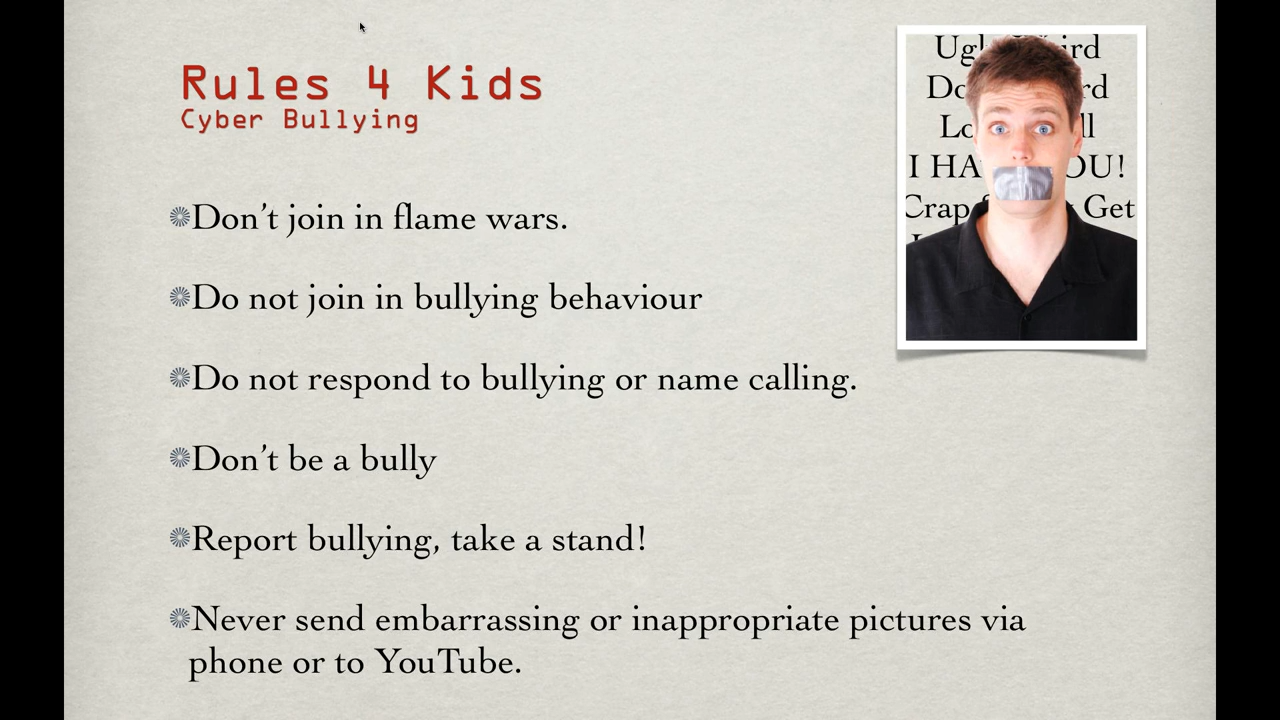 Rules 4 Kids
Cyber Bullying
Don't join in flame wars.
Do not join in bullying behaviour
Do not respond to bullying or name calling.
Don't be a bully
Report bullying, take a stand!
Never send embarrassing or inappropriate pictures via
phone or to YouTube.
I
Crap
Get